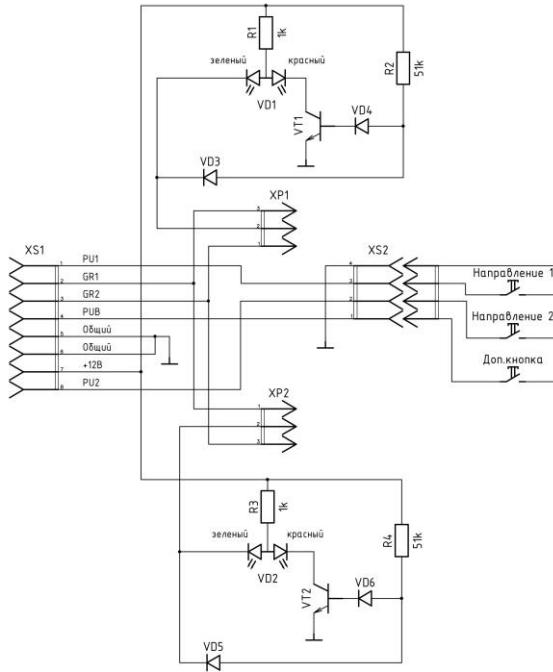 R1
1k
зеленый
красный
R2
51k
VD1
VT1
VD4
VD3
XP1
3
2
1
XS1
1
PU1
2
GR1
3
GR2
4
PUB
5
Общий
6
Общий
7
+12В
8
PU2
XS2
4
3
2
1
Направление 1
Направление 2
Доп.кнопка
XP2
1
2
3
R3
1k
зеленый
красный
R4
51k
VD2
VT2
VD6
VD5